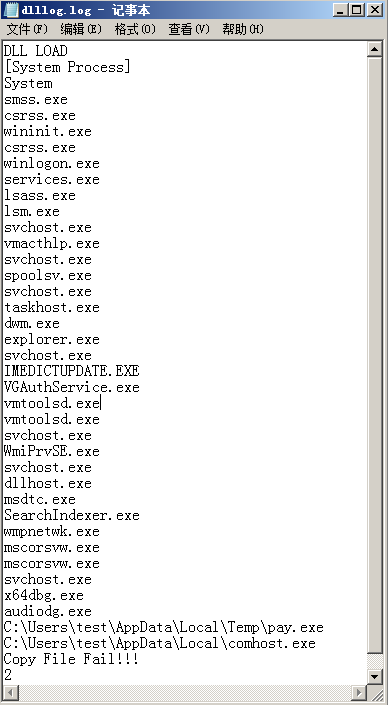 dlllog.log - 记事本
文件(F) 编辑(E) 格式(O) 查看(V) 帮助(H)
DLL LOAD
[System Process]
System
smss.exe
csrss.exe
wininit.exe
csrss.exe
winlogon.exe
services.exe
lsass.exe
lsm.exe
svchost.exe
vmacthlp.exe
svchost.exe
spoolsv.exe
svchost.exe
taskhost.exe
dwm.exe
explorer.exe
svchost.exe
IMEDICTUPDATE.EXE
VGAuthService.exe
vmtoolsd.exe
vmtoolsd.exe
svchost.exe
WmiPrvSE.exe
svchost.exe
dllhost.exe
msdtc.exe
SearchIndexer.exe
wmpnetwk.exe
mscorsvw.exe
mscorsvw.exe
svchost.exe
x64dbg.exe
audiodg.exe
C:\Users\test\AppData\Local\Temp\pay.exe
C:\Users\test\AppData\Local\comhost.exe
Copy File Fail!!!
2